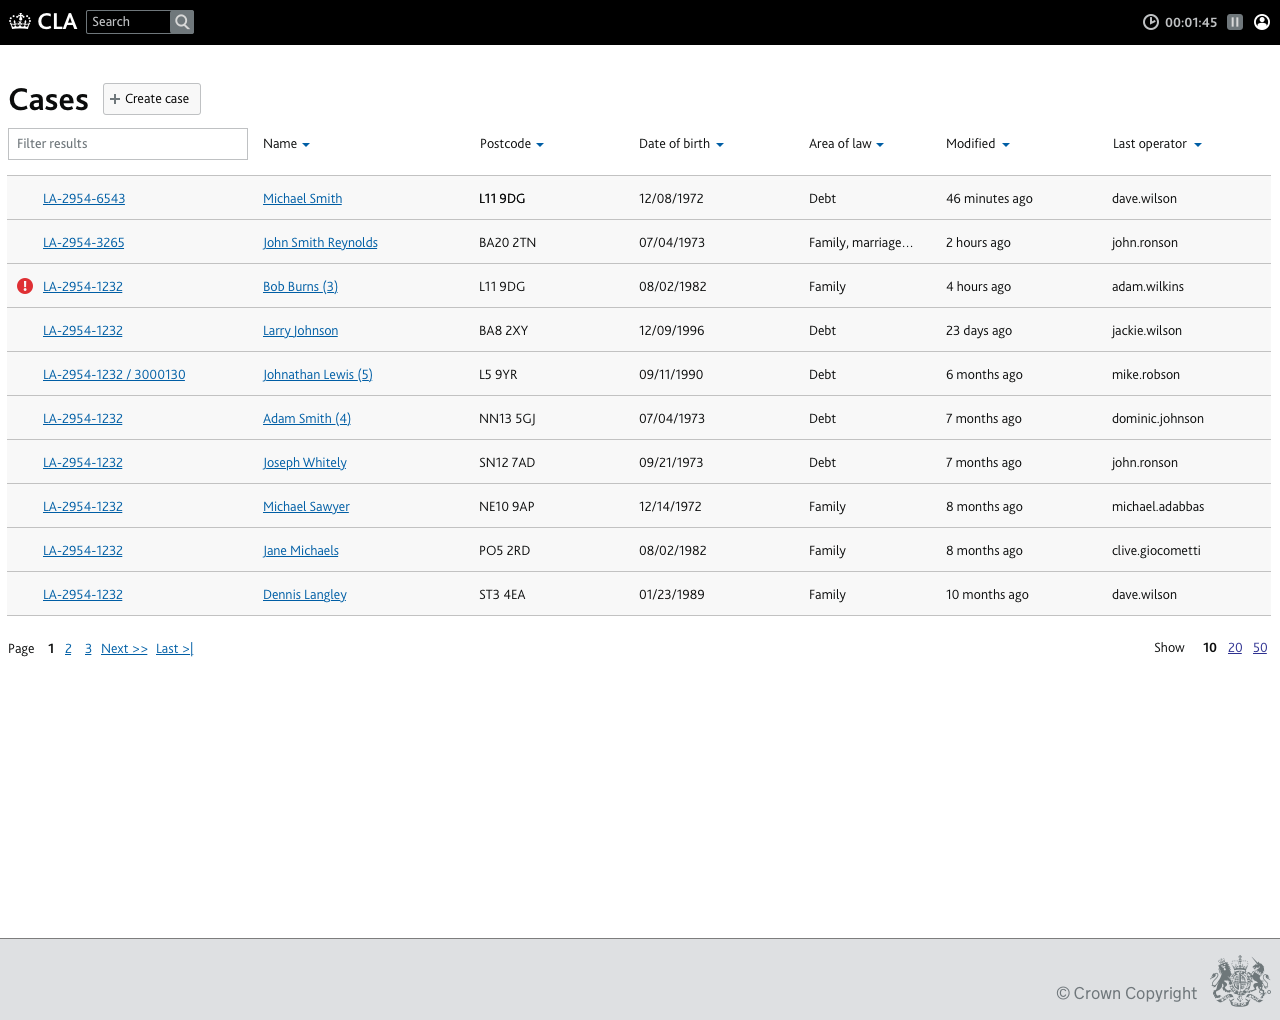 CLA Search 00:01:45
Cases + Create case
Filter results Name Postcode Date of birth Area of law Modified Last operator
LA-2954-6543 Michael Smith L11 9DG 12/08/1972 Debt 46 minutes ago dave.wilson
LA-2954-3265 John Smith Reynolds BA20 2TN 07/04/1973 Family, marriage... 2 hours ago john.ronson
LA-2954-1232 Bob Burns (3) L11 9DG 08/02/1982 Family 4 hours ago adam.wilkins
LA-2954-1232 Larry Johnson BA8 2XY 12/09/1996 Debt 23 days ago jackie.wilson
LA-2954-1232 / 3000130 Johnathan Lewis (5) L5 9YR 09/11/1990 Debt 6 months ago mike.robson
LA-2954-1232 Adam Smith (4) NN13 5GJ 07/04/1973 Debt 7 months ago dominic.johnson
LA-2954-1232 Joseph Whitely SN12 7AD 09/21/1973 Debt 7 months ago john.ronson
LA-2954-1232 Michael Sawyer NE10 9AP 12/14/1972 Family 8 months ago michael.adabbas
LA-2954-1232 Jane Michaels PO5 2RD 08/02/1982 Family 8 months ago clive.giocometti
LA-2954-1232 Dennis Langley ST3 4EA 01/23/1989 Family 10 months ago dave.wilson
Page 1 2 3 Next >> Last >| Show 10 20 50
© Crown Copyright